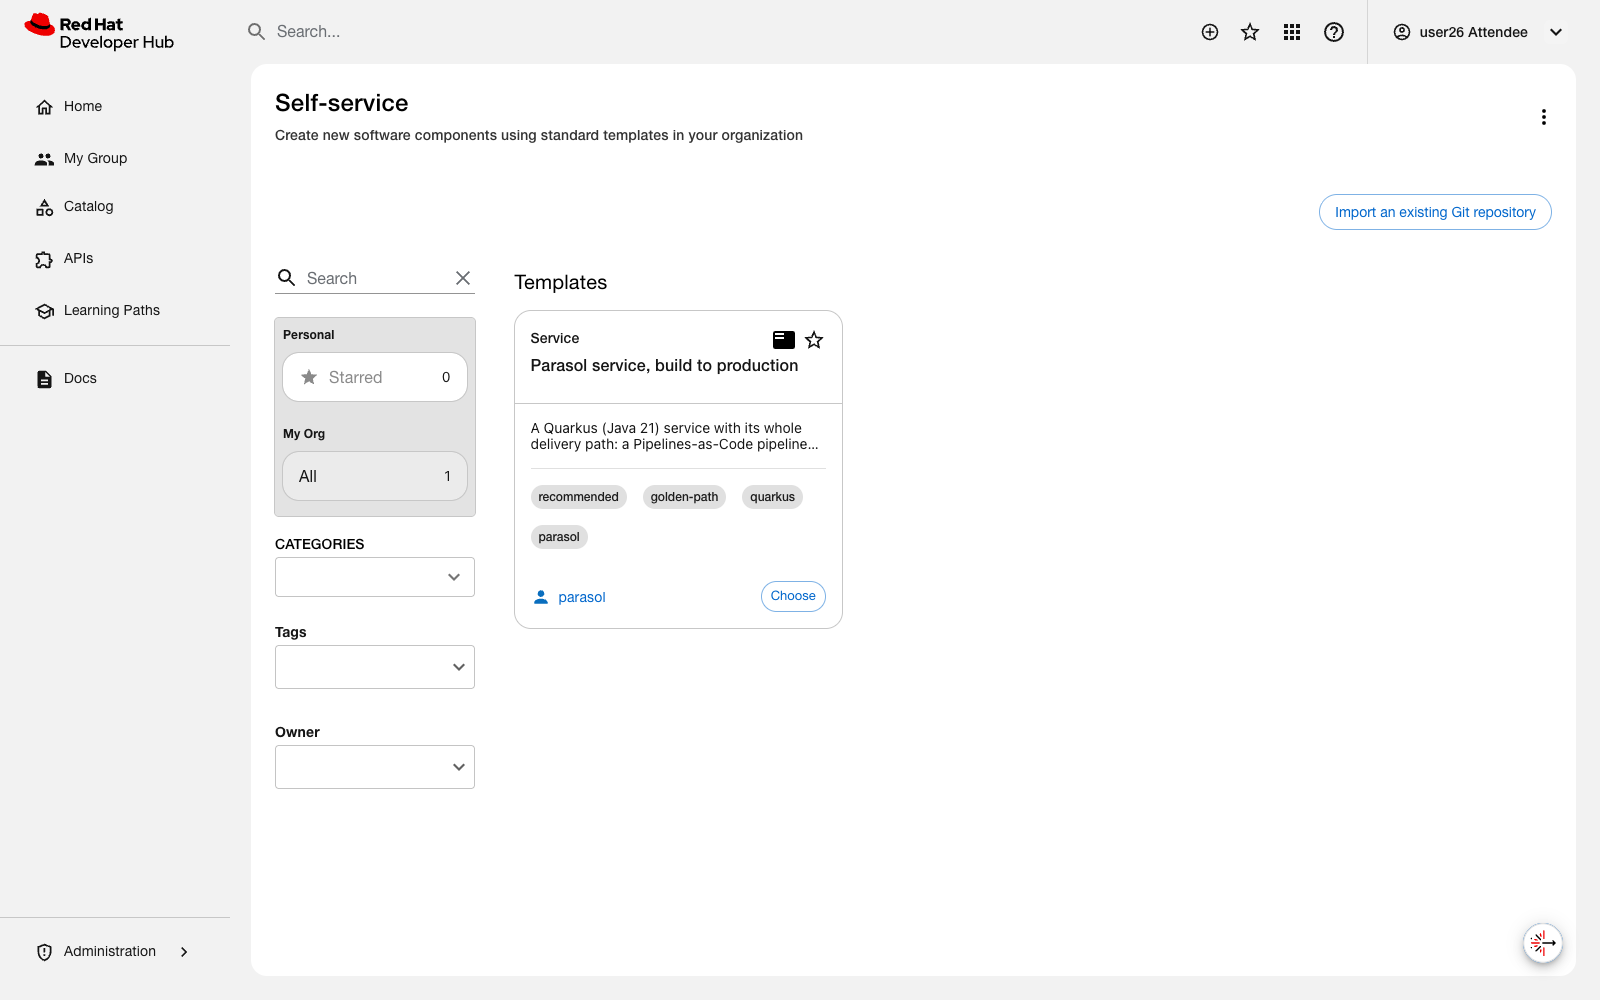 Red Hat
Developer Hub
Search...
user26 Attendee
Home
My Group
Catalog
APIs
Learning Paths
Docs
Administration
Self-service
Create new software components using standard templates in your organization
Import an existing Git repository
Search
Personal
Starred 0
My Org
All 1
CATEGORIES
Tags
Owner
Templates
Service
Parasol service, build to production
A Quarkus (Java 21) service with its whole
delivery path: a Pipelines-as-Code pipeline...
recommended golden-path quarkus
parasol
parasol Choose